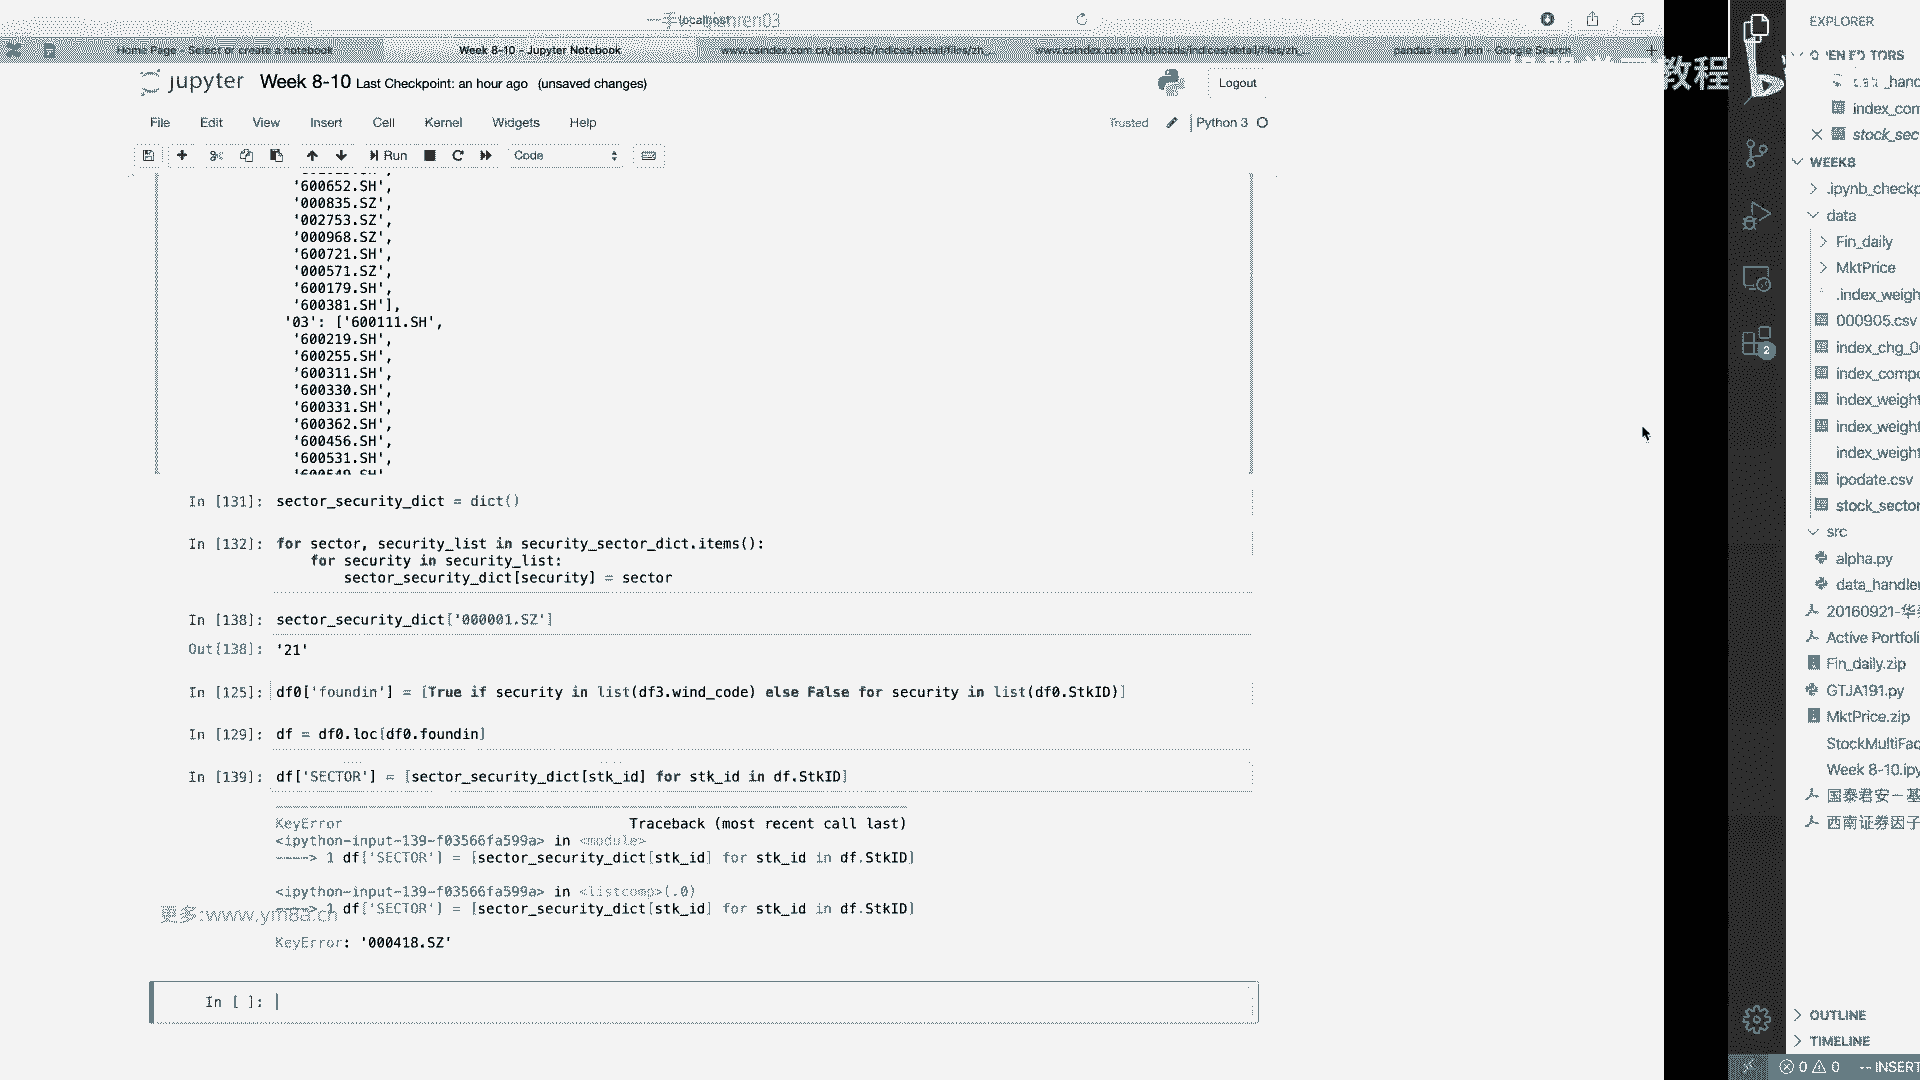 localhost
Home Page - Select or create a notebook
Week 8-10 - Jupyter Notebook
www.csindex.com.cn/uploads/indices/detail/files/zh_...
www.csindex.com.cn/uploads/indices/detail/files/zh_...
pandas inner join - Google Search
jupyter Week 8-10 Last Checkpoint: an hour ago (unsaved changes)
Logout
File Edit View Insert Cell Kernel Widgets Help
Trusted Python 3
Run Code
'600652.SH',
'000835.SZ',
'002753.SZ',
'000968.SZ',
'600721.SH',
'000571.SZ',
'600179.SH',
'600381.SH'],
'03': ['600111.SH',
'600219.SH',
'600255.SH',
'600311.SH',
'600330.SH',
'600331.SH',
'600362.SH',
'600456.SH',
'600531.SH',
In [131]: sector_security_dict = dict()
In [132]: for sector, security_list in security_sector_dict.items():
for security in security_list:
sector_security_dict[security] = sector
In [138]: sector_security_dict['000001.SZ']
Out[138]: '21'
In [125]: df0['foundin'] = [True if security in list(df3.wind_code) else False for security in list(df0.StkID)]
In [129]: df = df0.loc[df0.foundin]
In [139]: df['SECTOR'] = [sector_security_dict[stk_id] for stk_id in df.StkID]
KeyError Traceback (most recent call last)
<ipython-input-139-f03566fa599a> in <module>
----> 1 df['SECTOR'] = [sector_security_dict[stk_id] for stk_id in df.StkID]
<ipython-input-139-f03566fa599a> in <listcomp>(.0)
----> 1 df['SECTOR'] = [sector_security_dict[stk_id] for stk_id in df.StkID]
更多:www.ym8a.cn
KeyError: '000418.SZ'
In [ ]:
教程
EXPLORER
index_com
stock_sec
WEEK8
.ipynb_checkp
data
Fin_daily
MktPrice
.index_weigh
000905.csv
index_chg_0
index_compo
index_weight
index_weight
index_weight
ipodate.csv
stock_sector
src
alpha.py
data_handler
20160921-华
Active Portfoli
Fin_daily.zip
GTJA191.py
MktPrice.zip
StockMultiFac
Week 8-10.ipy
国泰君安－基
西南证券因子
OUTLINE
TIMELINE
2
0 0 -- INSERT